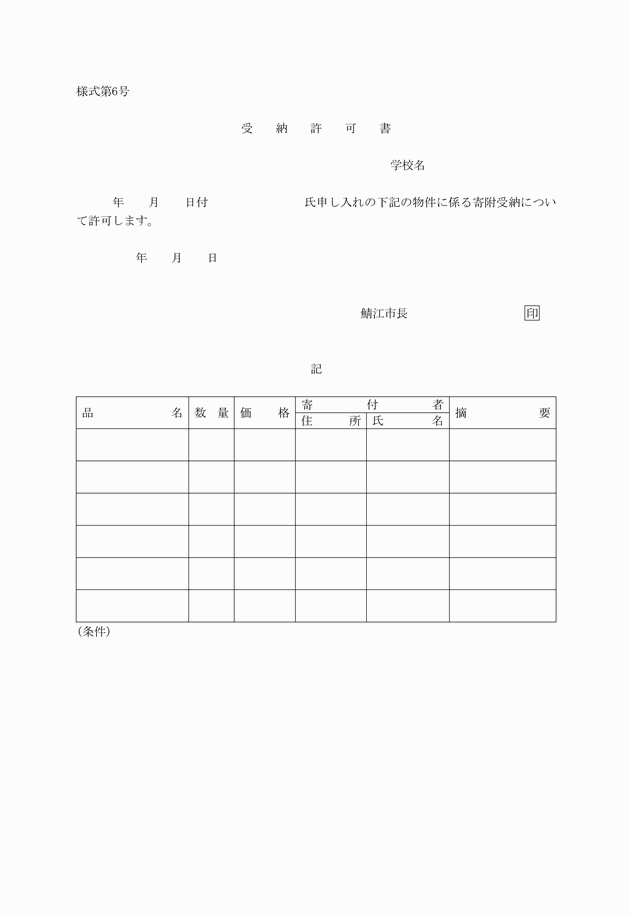 様式第6号
受　納　許　可　書
学校名
年　　月　　日付　　　　　　　　氏申し入れの下記の物件に係る寄附受納につい
て許可します。
年　　月　　日
鯖江市長　　　　　　　　　　印
記
品　名　数　量　価　格　寄　付　者　摘　要
住　所　氏　名
(条件)